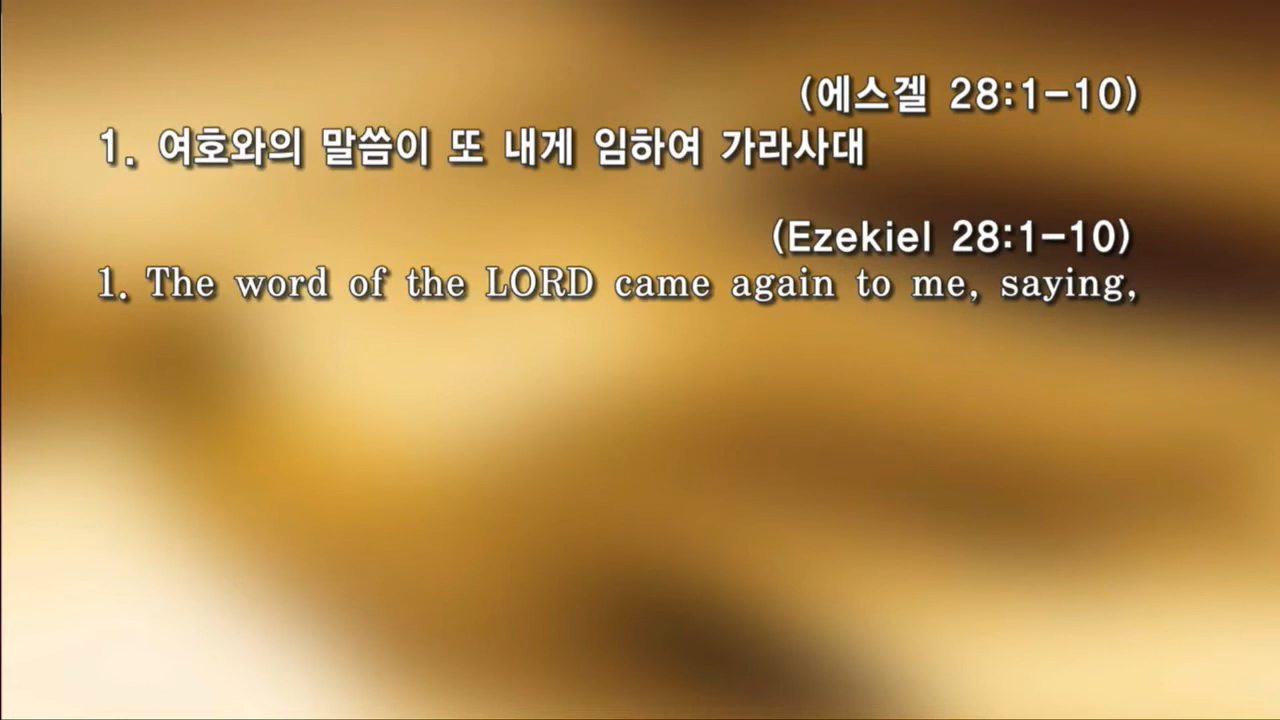 (에스겔 28:1-10)
1. 여호와의 말씀이 또 내게 임하여 가라사대
(Ezekiel 28:1-10)
1. The word of the LORD came again to me, saying,